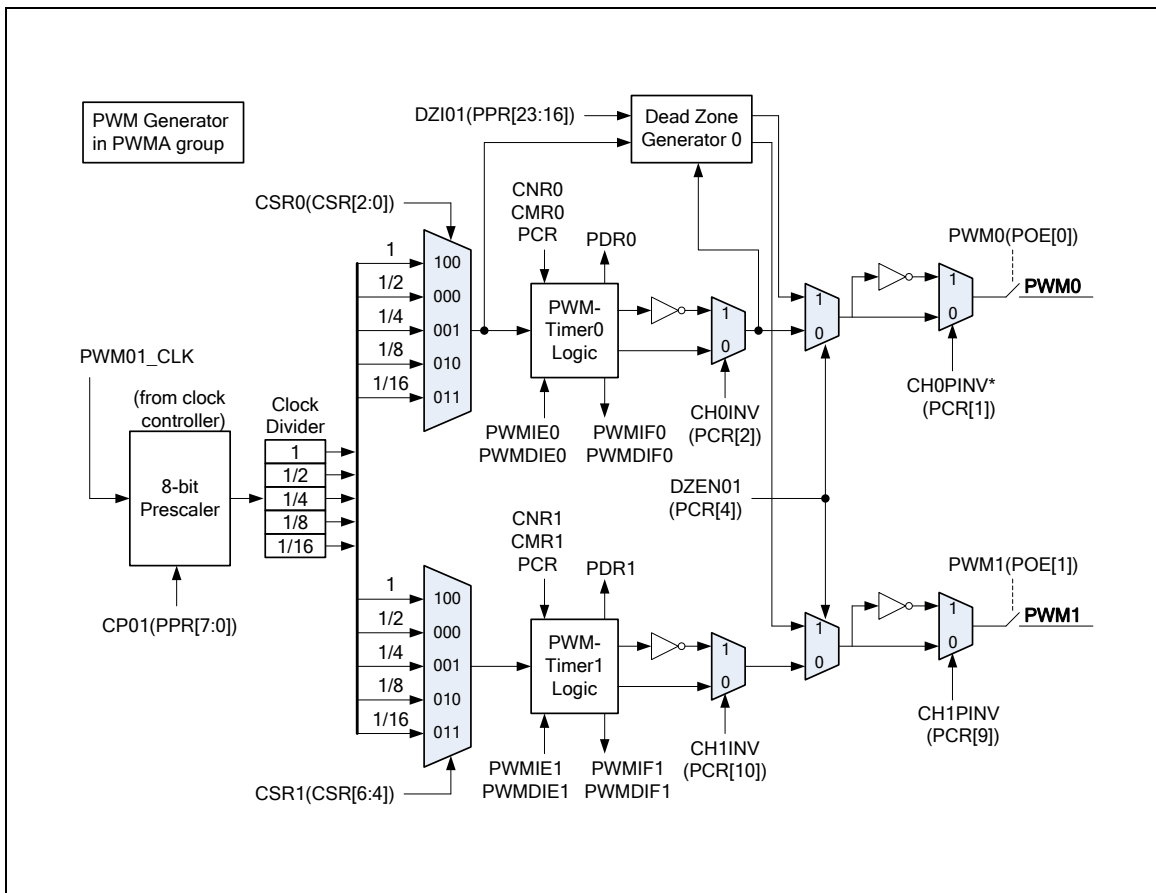 PWM Generator
in PWMA group
DZI01(PPR[23:16])
Dead Zone
Generator 0
CSR0(CSR[2:0])
CNR0
CMR0
PCR
PDR0
PWM0(POE[0])
1
1/2
1/4
1/8
1/16
100
000
001
010
011
PWM-
Timer0
Logic
1
0
1
0
1
0
PWM0
PWM01_CLK
(from clock
controller)
Clock
Divider
CH0INV
(PCR[2])
CH0PINV*
(PCR[1])
PWMIE0
PWMDIE0
PWMIF0
PWMDIF0
8-bit
Prescaler
1
1/2
1/4
1/8
1/16
DZEN01
(PCR[4])
CP01(PPR[7:0])
CNR1
CMR1
PCR
PDR1
PWM1(POE[1])
1
1/2
1/4
1/8
1/16
100
000
001
010
011
PWM-
Timer1
Logic
1
0
1
0
1
0
PWM1
CH1INV
(PCR[10])
CH1PINV
(PCR[9])
PWMIE1
PWMDIE1
PWMIF1
PWMDIF1
CSR1(CSR[6:4])